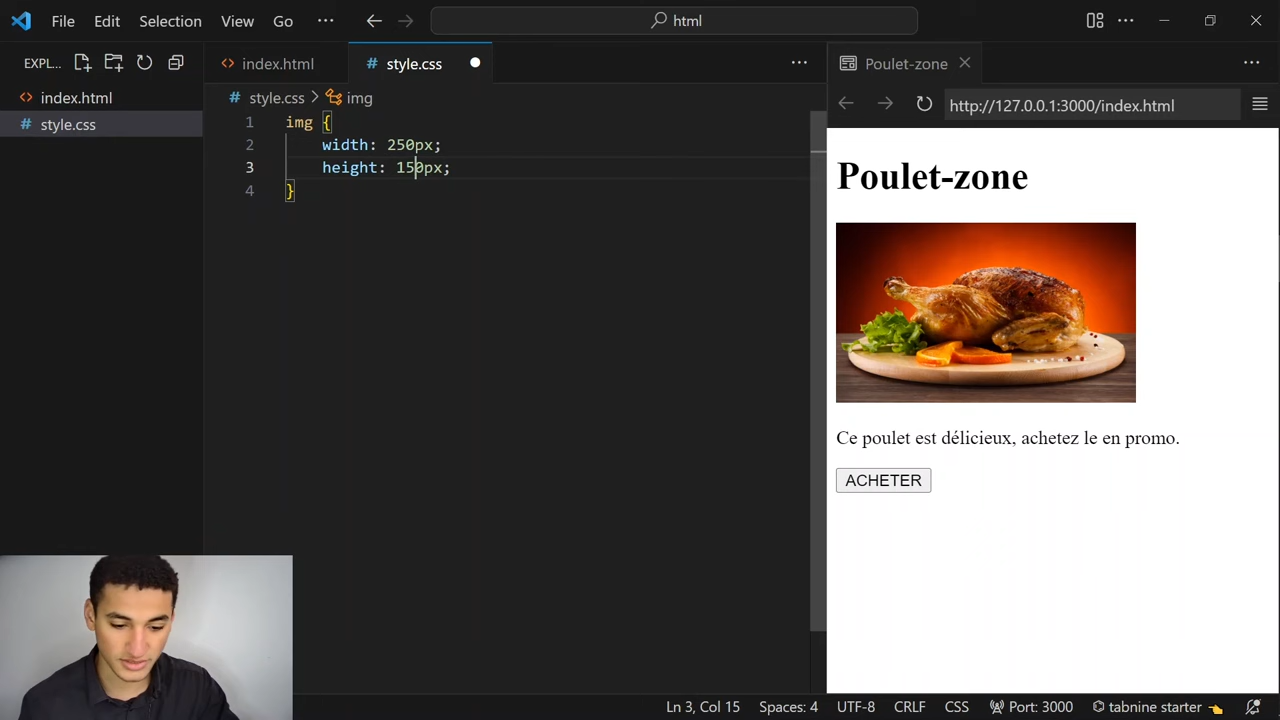 File Edit Selection View Go ··· html
EXPL...
index.html
style.css
index.html style.css
style.css > img
1 img {
2 width: 250px;
3 height: 150px;
4 }
Poulet-zone
http://127.0.0.1:3000/index.html
Poulet-zone
Ce poulet est délicieux, achetez le en promo.
ACHETER
Ln 3, Col 15 Spaces: 4 UTF-8 CRLF CSS Port: 3000 tabnine starter